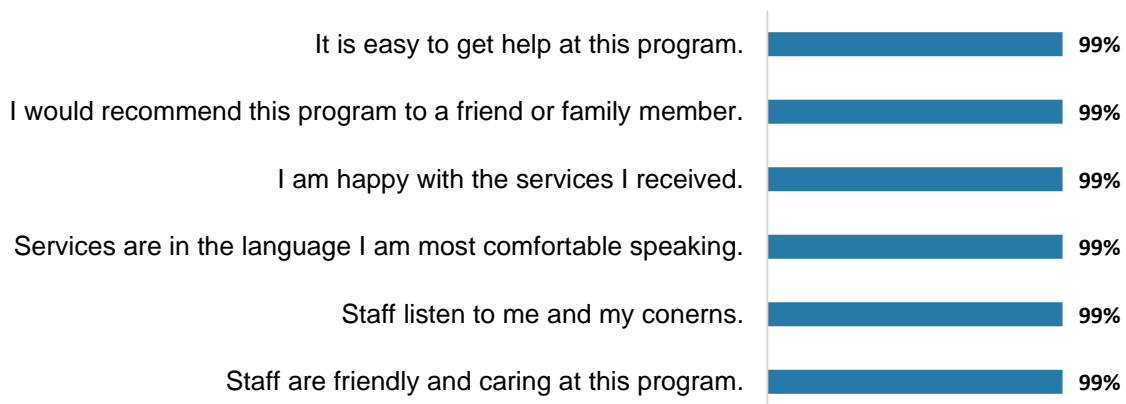 It is easy to get help at this program. 99%
I would recommend this program to a friend or family member. 99%
I am happy with the services I received. 99%
Services are in the language I am most comfortable speaking. 99%
Staff listen to me and my conerns. 99%
Staff are friendly and caring at this program. 99%